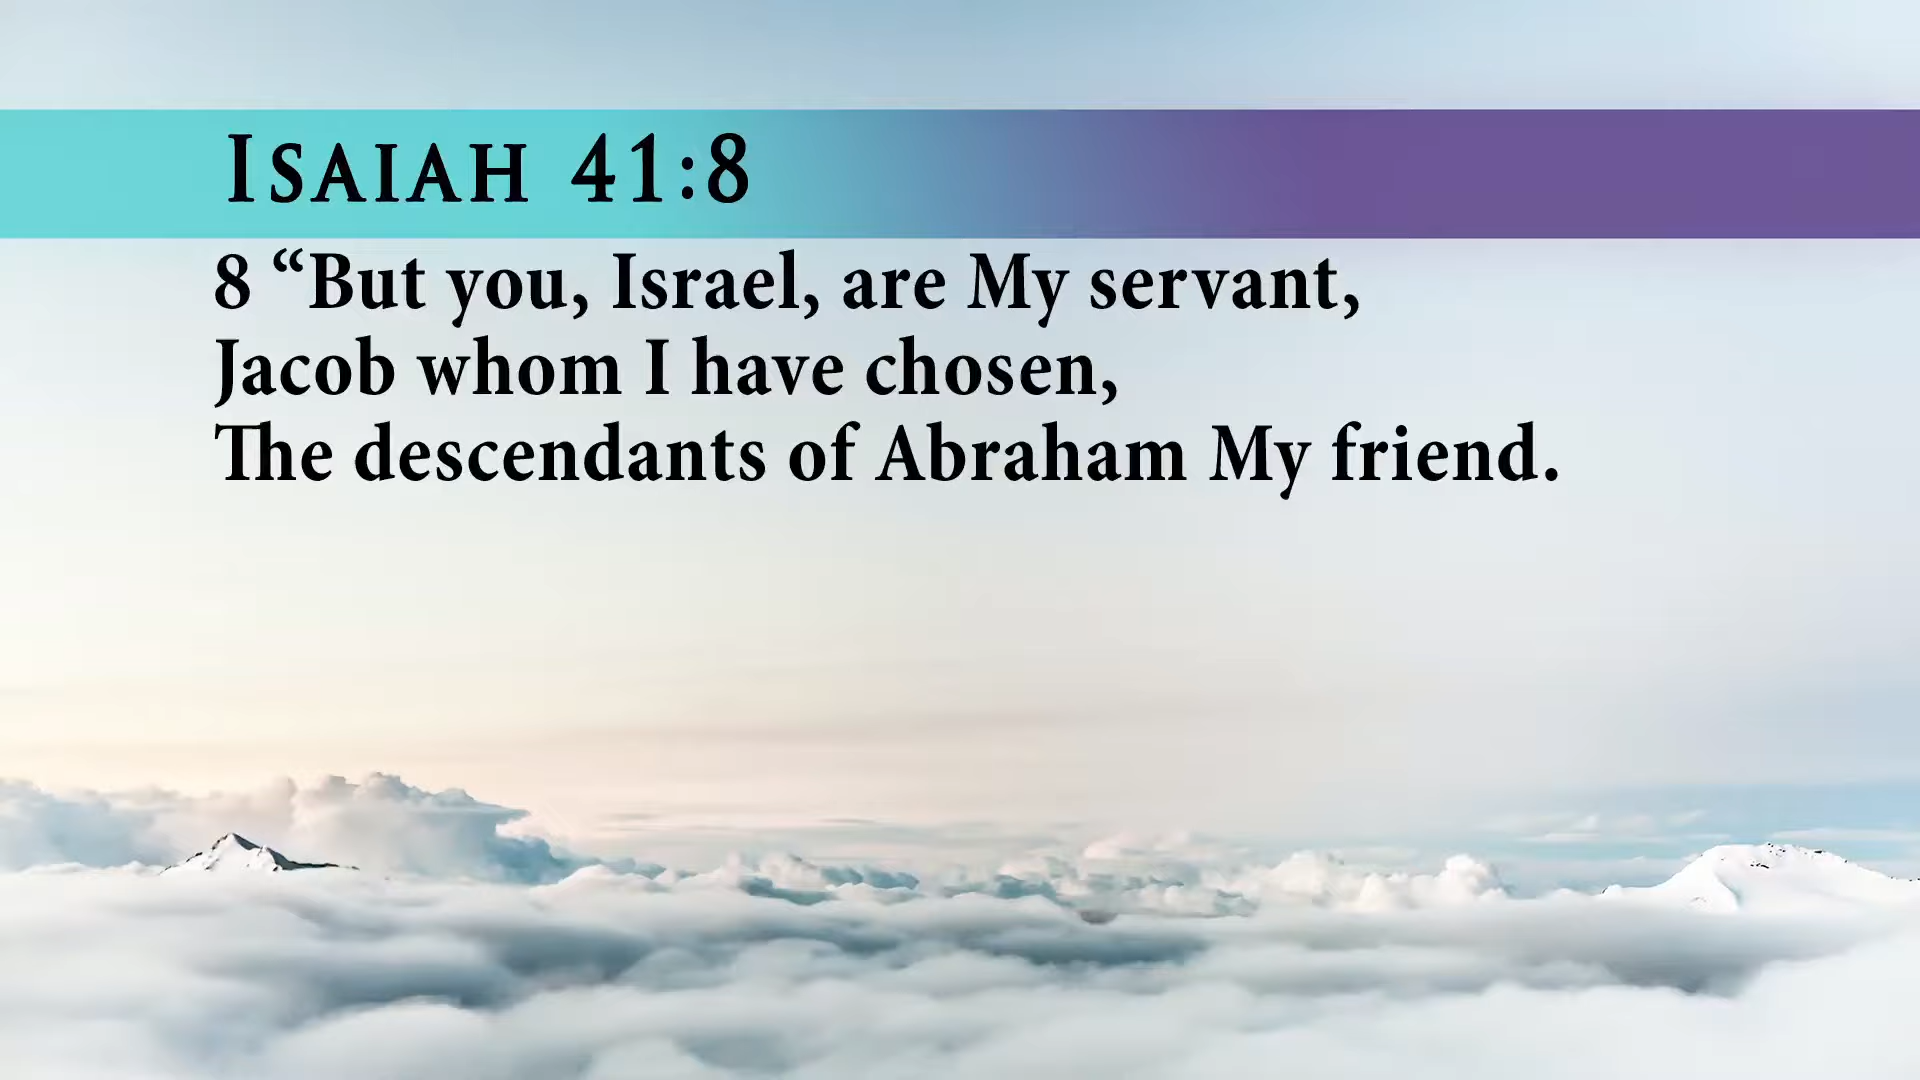 Isaiah 41:8
8 “But you, Israel, are My servant,
Jacob whom I have chosen,
The descendants of Abraham My friend.